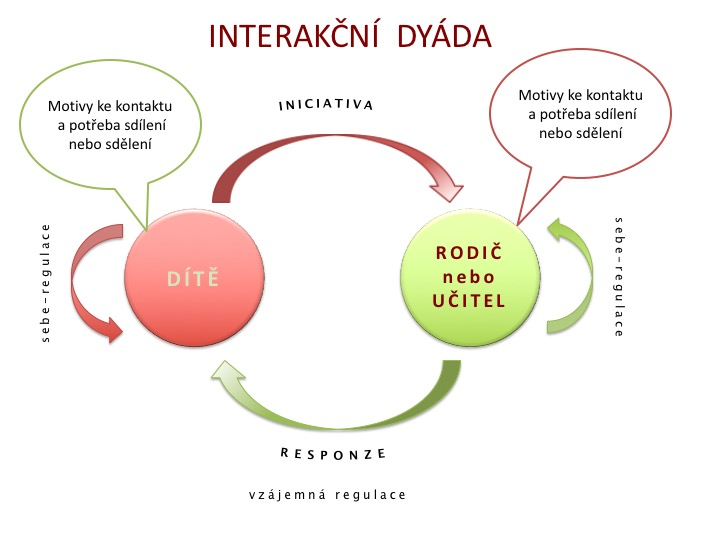 INTERAKČNÍ DYÁDA
Motivy ke kontaktu
a potřeba sdílení
nebo sdělení
INICIATIVA
Motivy ke kontaktu
a potřeba sdílení
nebo sdělení
sebe-regulace
DÍTĚ
RODIČ
nebo
UČITEL
sebe-regulace
RESPONZE
vzájemná regulace